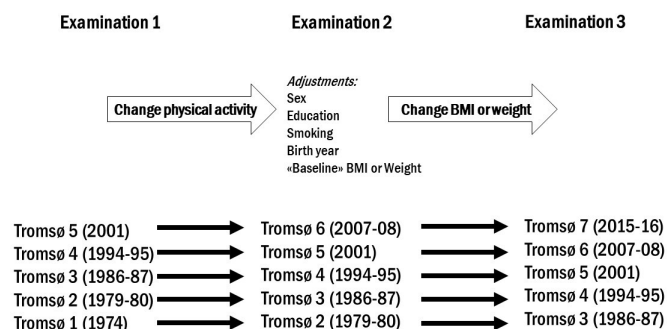 Examination 1 Examination 2 Examination 3
Change physical activity
Adjustments:
Sex
Education
Smoking
Birth year
«Baseline» BMI or Weight
Change BMI or weight
Tromsø 5 (2001) Tromsø 6 (2007-08) Tromsø 7 (2015-16)
Tromsø 4 (1994-95) Tromsø 5 (2001) Tromsø 6 (2007-08)
Tromsø 3 (1986-87) Tromsø 4 (1994-95) Tromsø 5 (2001)
Tromsø 2 (1979-80) Tromsø 3 (1986-87) Tromsø 4 (1994-95)
Tromsø 1 (1974) Tromsø 2 (1979-80) Tromsø 3 (1986-87)